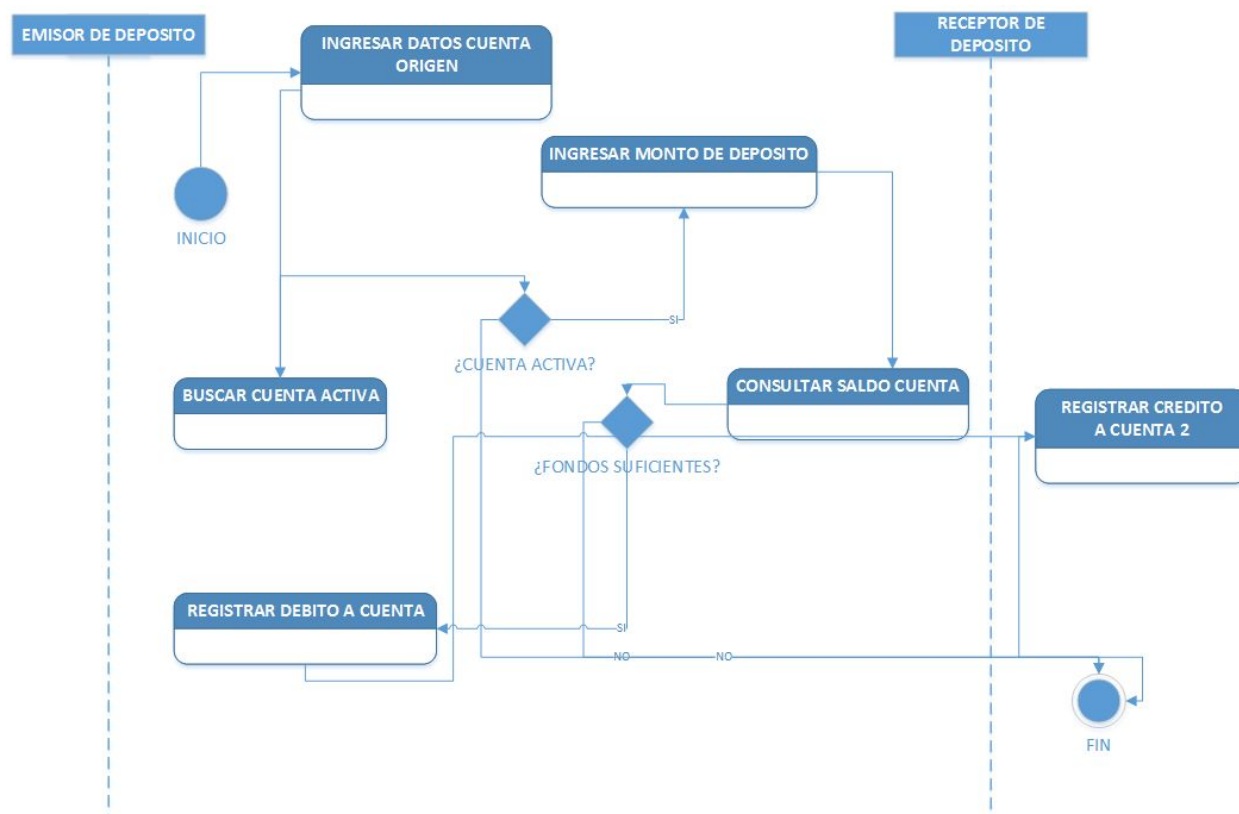 EMISOR DE DEPOSITO
INGRESAR DATOS CUENTA
ORIGEN
RECEPTOR DE
DEPOSITO
INGRESAR MONTO DE DEPOSITO
INICIO
SI
¿CUENTA ACTIVA?
BUSCAR CUENTA ACTIVA
CONSULTAR SALDO CUENTA
REGISTRAR CREDITO
A CUENTA 2
¿FONDOS SUFICIENTES?
REGISTRAR DEBITO A CUENTA
SI
NO
NO
FIN